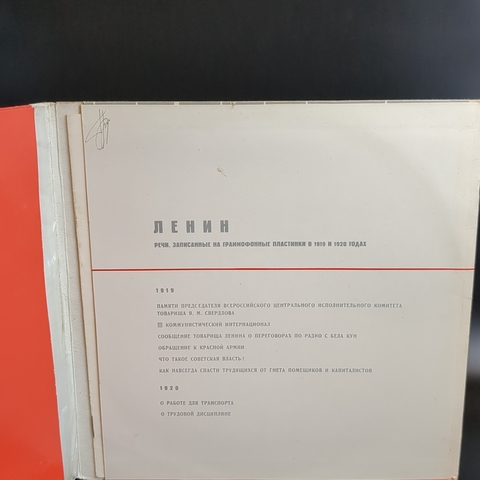 ЛЕНИН
РЕЧИ, ЗАПИСАННЫЕ НА ГРАММОФОННЫЕ ПЛАСТИНКИ В 1919 И 1920 ГОДАХ
1919
ПАМЯТИ ПРЕДСЕДАТЕЛЯ ВСЕРОССИЙСКОГО ЦЕНТРАЛЬНОГО ИСПОЛНИТЕЛЬНОГО КОМИТЕТА
ТОВАРИЩА Я. М. СВЕРДЛОВА
III КОММУНИСТИЧЕСКИЙ ИНТЕРНАЦИОНАЛ
СООБЩЕНИЕ ТОВАРИЩА ЛЕНИНА О ПЕРЕГОВОРАХ ПО РАДИО С БЕЛА КУН
ОБРАЩЕНИЕ К КРАСНОЙ АРМИИ
ЧТО ТАКОЕ СОВЕТСКАЯ ВЛАСТЬ?
КАК НАВСЕГДА СПАСТИ ТРУДЯЩИХСЯ ОТ ГНЕТА ПОМЕЩИКОВ И КАПИТАЛИСТОВ
1920
О РАБОТЕ ДЛЯ ТРАНСПОРТА
О ТРУДОВОЙ ДИСЦИПЛИНЕ